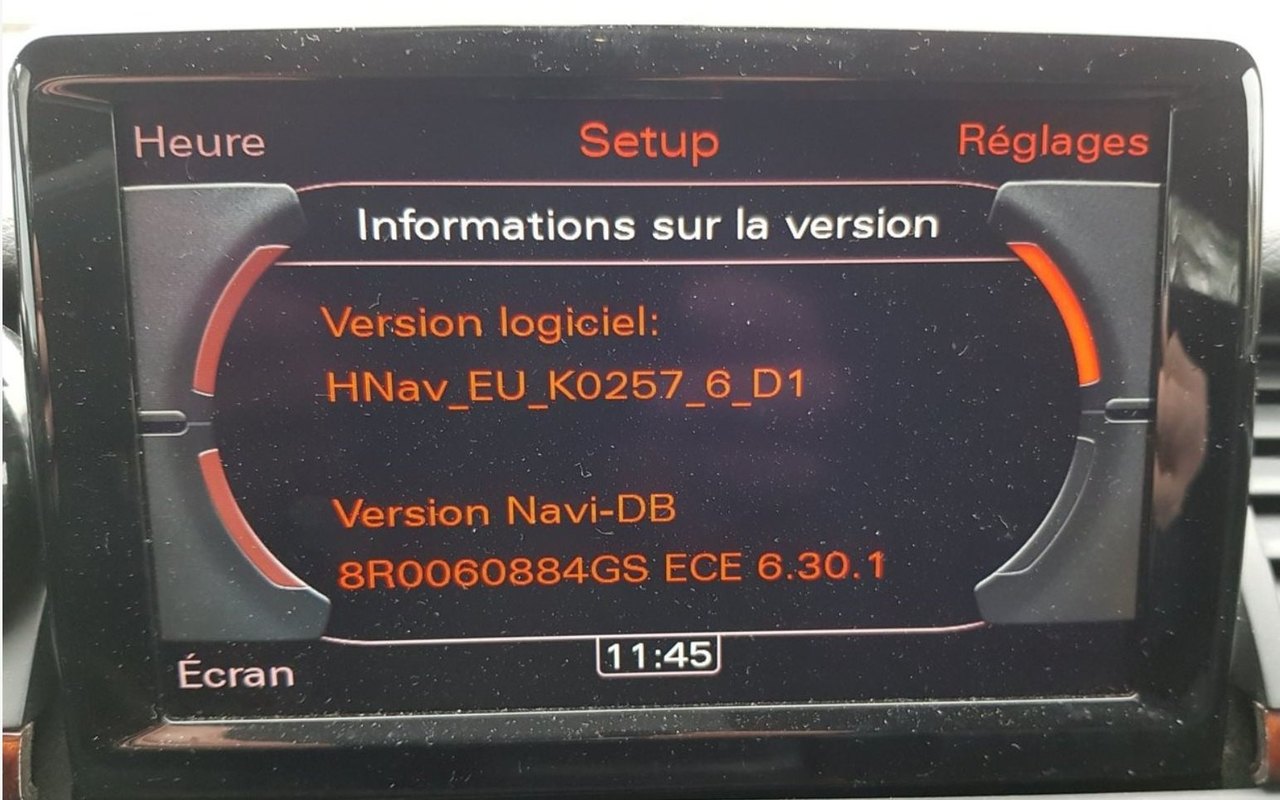 Heure
Setup
Réglages
Informations sur la version
Version logiciel:
HNav_EU_K0257_6_D1
Version Navi-DB
8R0060884GS ECE 6.30.1
11:45
Écran